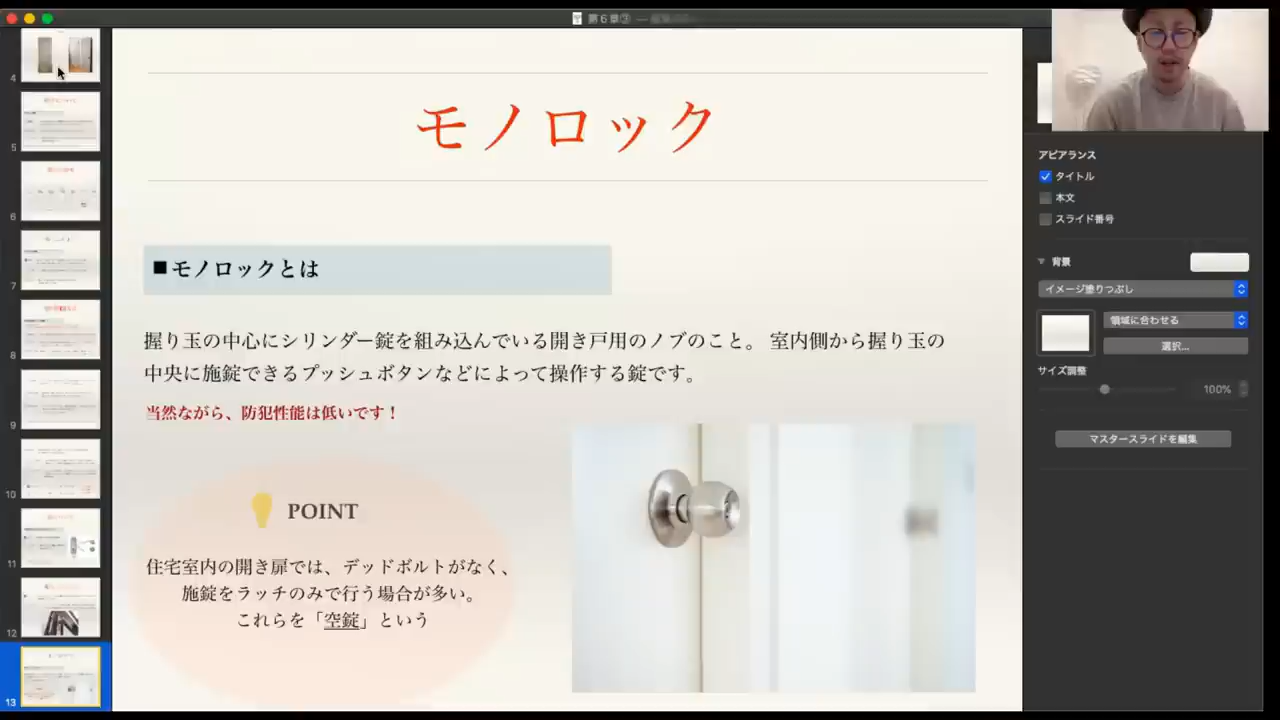 第6章③
モノロック
■モノロックとは
握り玉の中心にシリンダー錠を組み込んでいる開き戸用のノブのこと。 室内側から握り玉の
中央に施錠できるプッシュボタンなどによって操作する錠です。
当然ながら、防犯性能は低いです！
POINT
住宅室内の開き扉では、デッドボルトがなく、
施錠をラッチのみで行う場合が多い。
これらを「空錠」という
4
5
6
7
8
9
10
11
12
13
アピアランス
タイトル
本文
スライド番号
背景
イメージ塗りつぶし
領域に合わせる
選択...
サイズ調整
100%
マスタースライドを編集